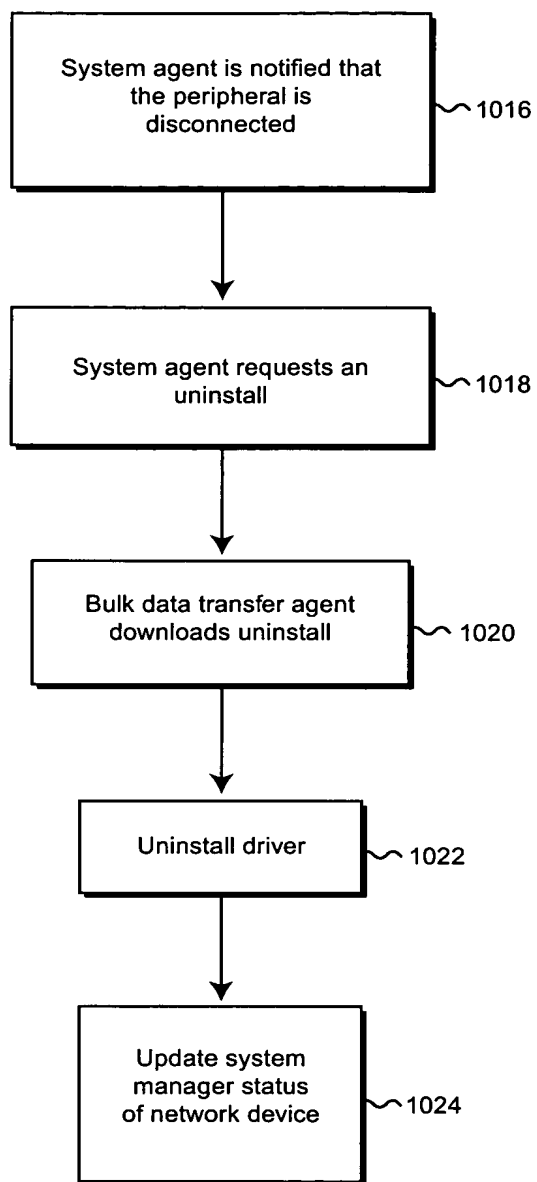 System agent is notified that
the peripheral is
disconnected
1016
System agent requests an
uninstall
1018
Bulk data transfer agent
downloads uninstall
1020
Uninstall driver
1022
Update system
manager status
of network device
1024